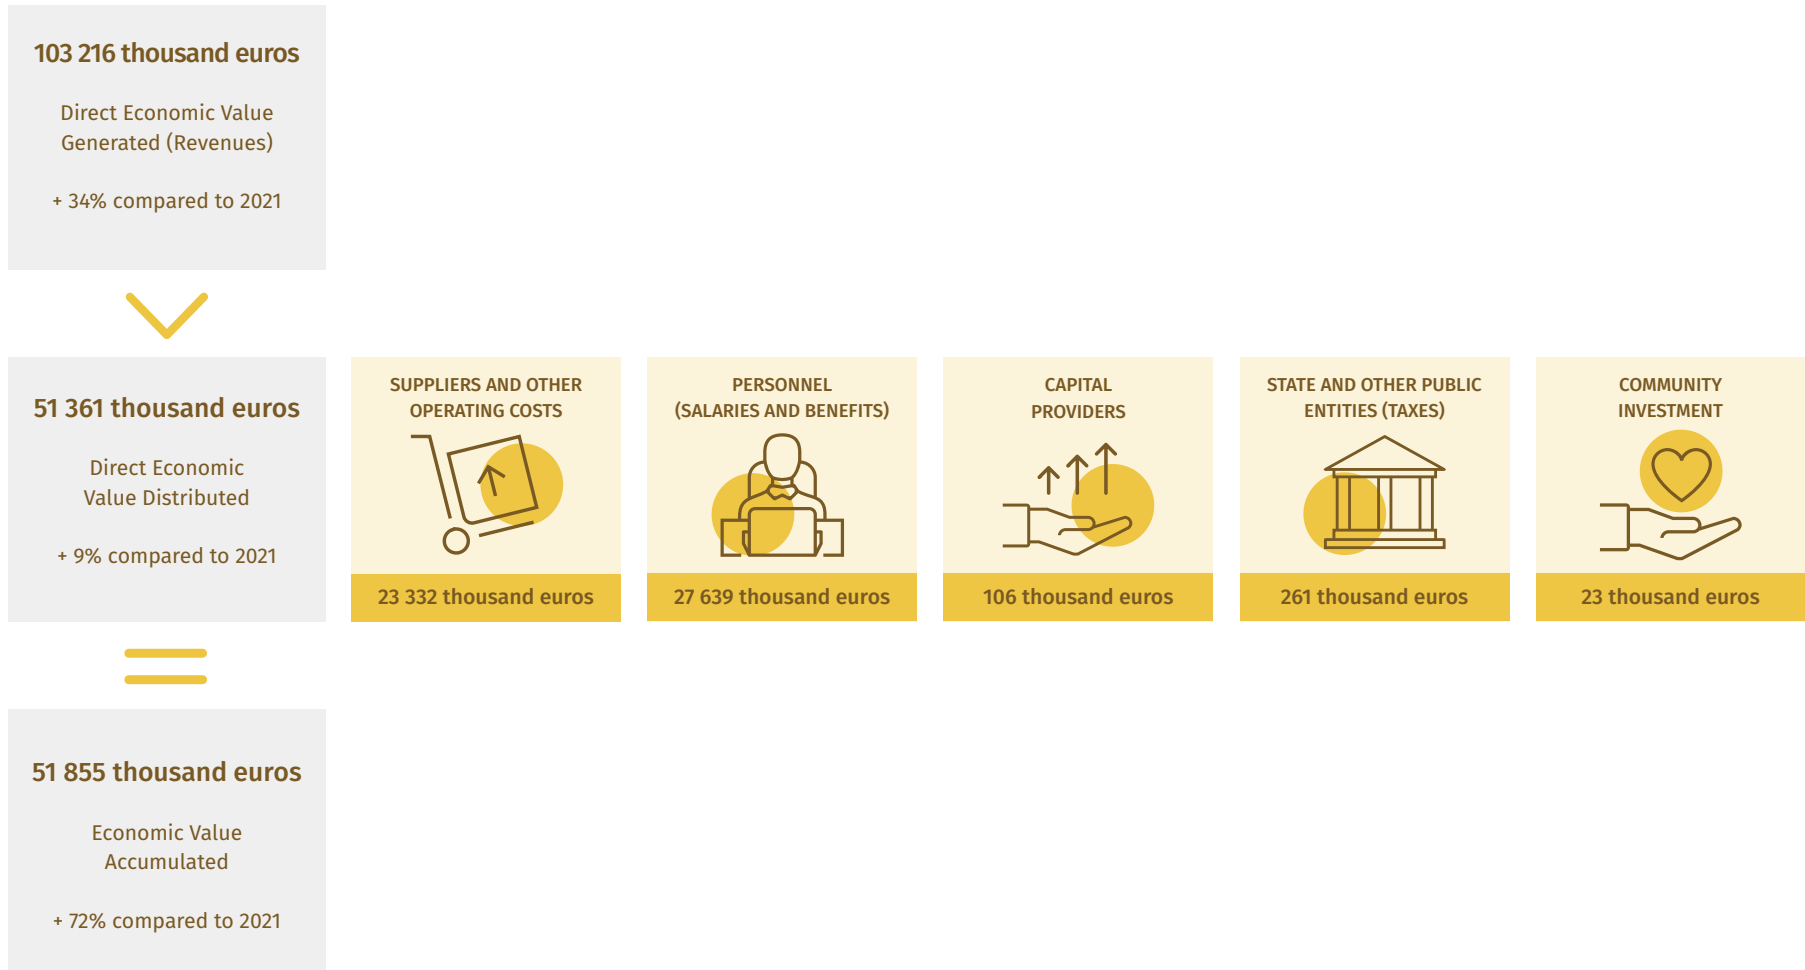 103 216 thousand euros
Direct Economic Value
Generated (Revenues)
+ 34% compared to 2021
51 361 thousand euros
Direct Economic
Value Distributed
+ 9% compared to 2021
SUPPLIERS AND OTHER
OPERATING COSTS
23 332 thousand euros
PERSONNEL
(SALARIES AND BENEFITS)
27 639 thousand euros
CAPITAL
PROVIDERS
106 thousand euros
STATE AND OTHER PUBLIC
ENTITIES (TAXES)
261 thousand euros
COMMUNITY
INVESTMENT
23 thousand euros
51 855 thousand euros
Economic Value
Accumulated
+ 72% compared to 2021